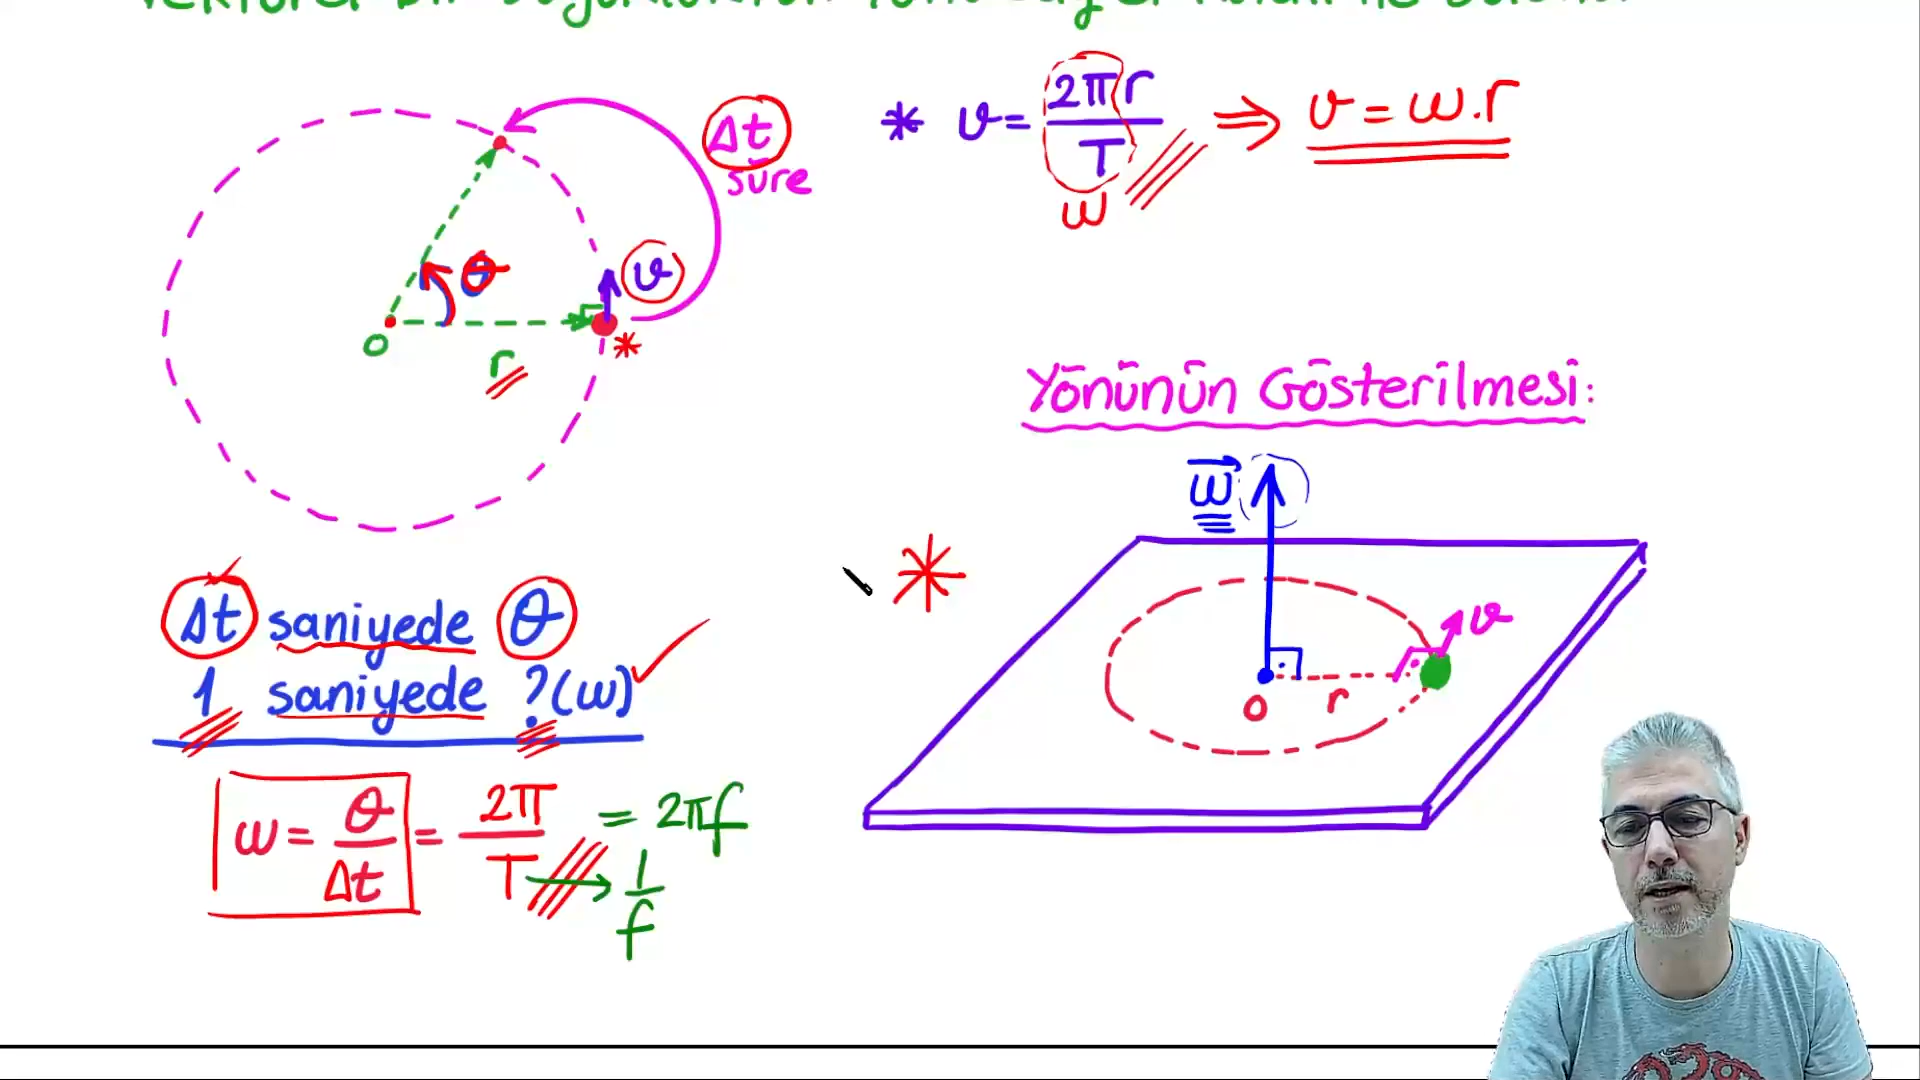 * v = 2πr / T ⇒ v = w.r
w
Δt
süre
v
θ
O
r
*
Yönünün Gösterilmesi:
w
v
O
r
*
Δt saniyede θ
1 saniyede ?(w)
w = θ / Δt = 2π / T = 2πf
1 / f